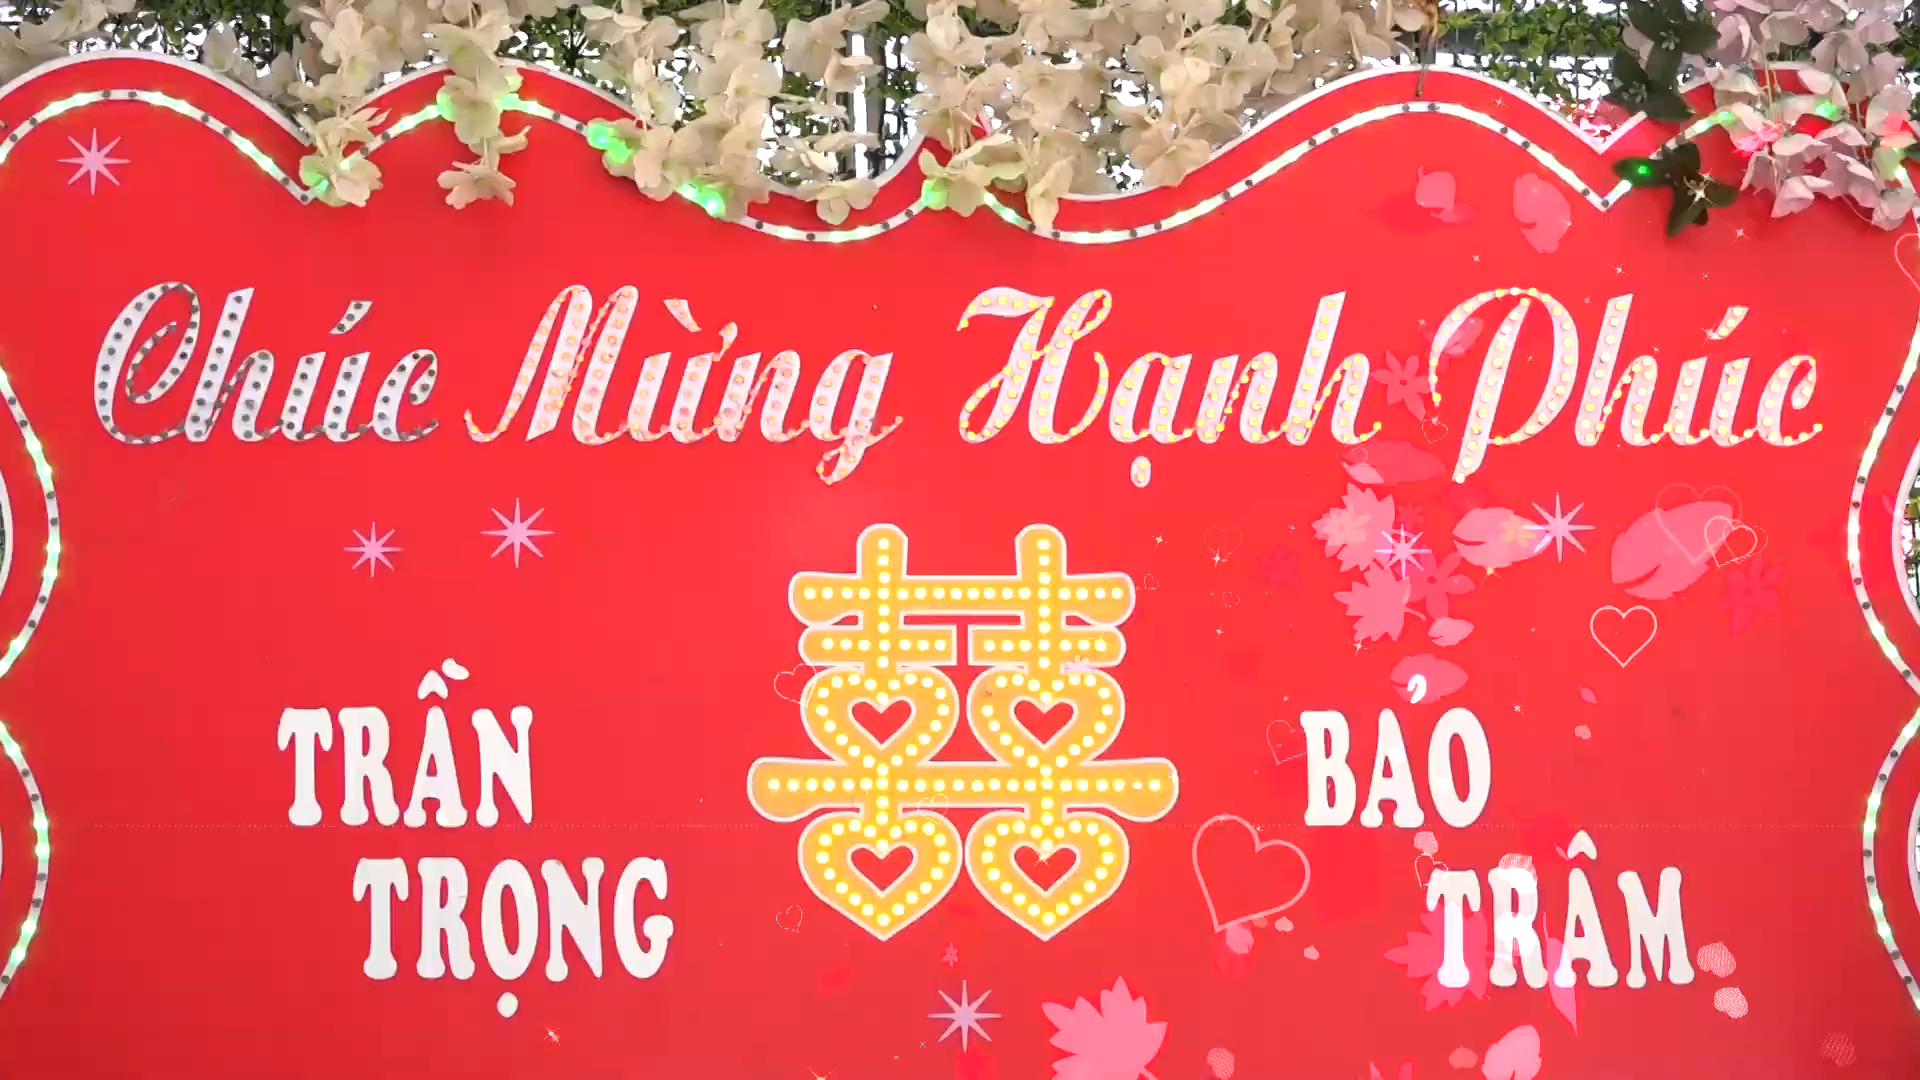 Chúc Mừng Hạnh Phúc
囍
TRẦN
TRỌNG
BẢO
TRÂM